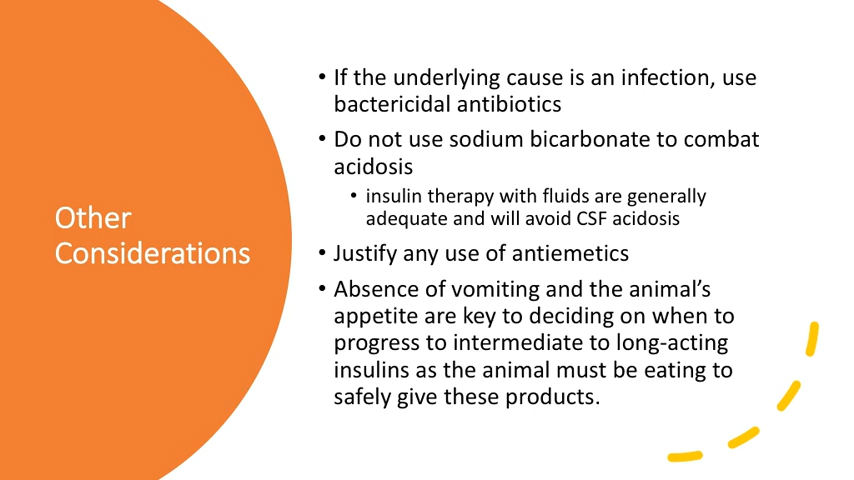 Other
Considerations
• If the underlying cause is an infection, use
bactericidal antibiotics
• Do not use sodium bicarbonate to combat
acidosis
• insulin therapy with fluids are generally
adequate and will avoid CSF acidosis
• Justify any use of antiemetics
• Absence of vomiting and the animal’s
appetite are key to deciding on when to
progress to intermediate to long-acting
insulins as the animal must be eating to
safely give these products.